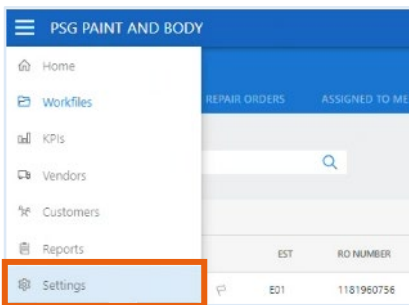 PSG PAINT AND BODY
Home
Workfiles
REPAIR ORDERS ASSIGNED TO ME
KPIs
Vendors
Customers
Reports
EST RO NUMBER
Settings
E01 1181960756